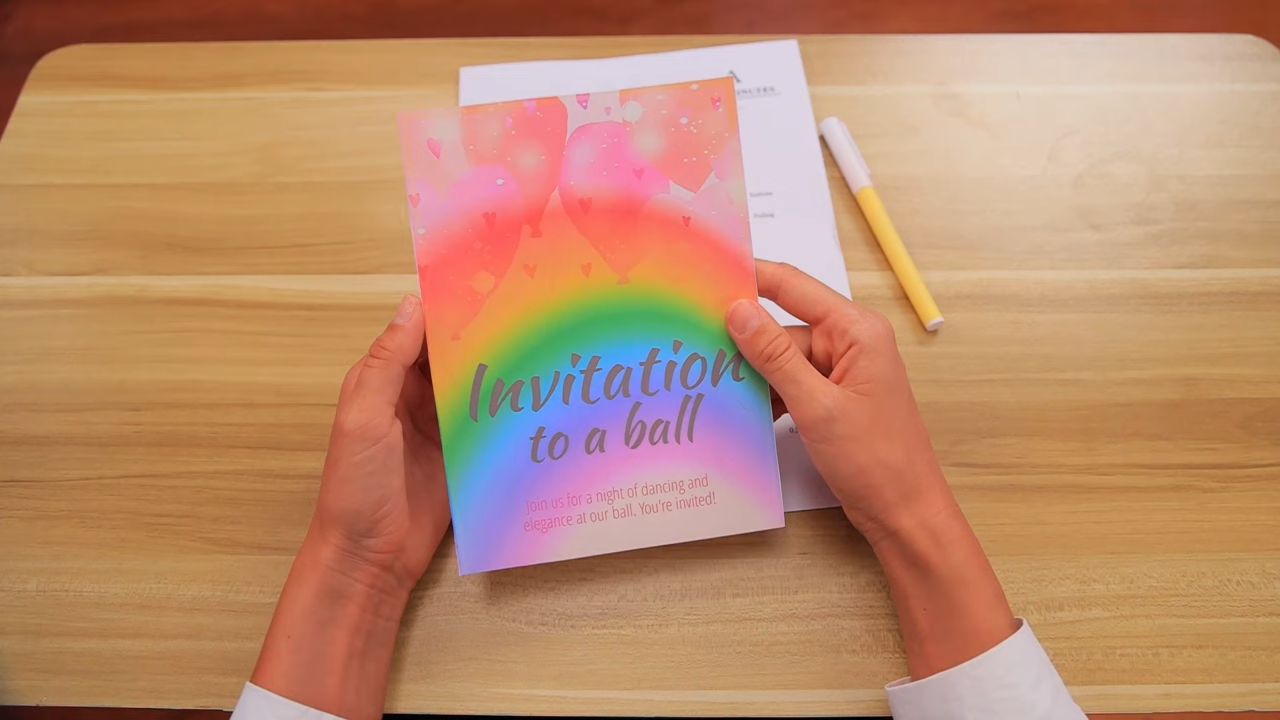 Invitation
to a ball
Join us for a night of dancing and
elegance at our ball. You're invited!